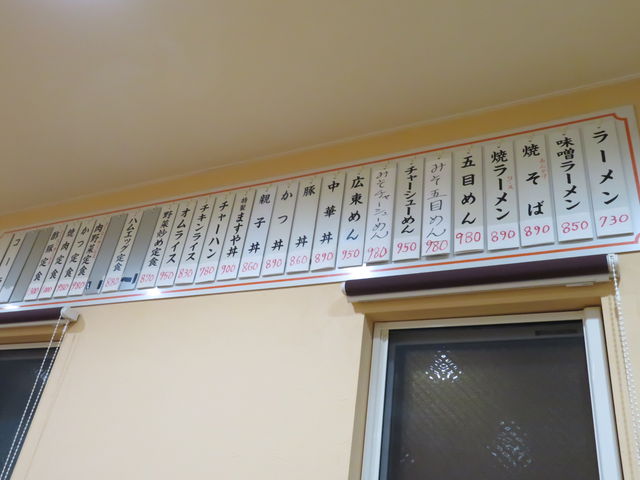 ラーメン 730
味噌ラーメン 850
焼そば 890
焼ラーメン 890
五目めん 980
みそ五目めん 980
チャーシューめん 950
みそチャーシューめん 980
広東めん 950
中華丼 890
豚丼 860
かつ丼 890
親子丼 860
特製ますや丼 900
チャーハン 780
チキンライス 830
オムライス 950
野菜炒め定食 820
ハムエッグ定食
肉野菜定食
かつ定食
焼肉定食